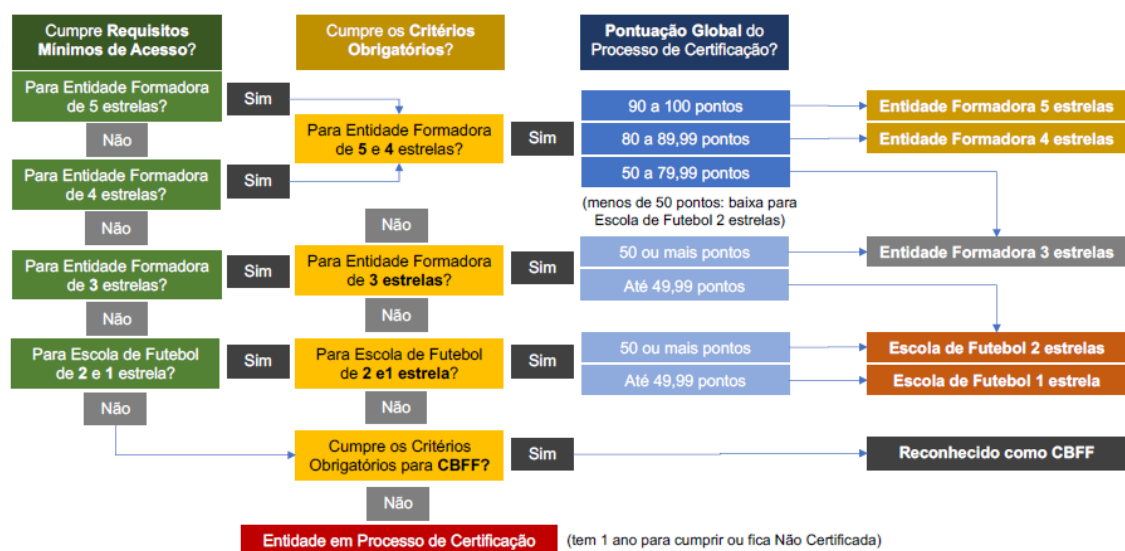 Cumpre Requisitos
Mínimos de Acesso?
Cumpre os Critérios
Obrigatórios?
Pontuação Global do
Processo de Certificação?
Para Entidade Formadora
de 5 estrelas?
Sim
Não
Para Entidade Formadora
de 4 estrelas?
Sim
Não
Para Entidade Formadora
de 5 e 4 estrelas?
Sim
Não
90 a 100 pontos
Entidade Formadora 5 estrelas
80 a 89,99 pontos
Entidade Formadora 4 estrelas
50 a 79,99 pontos
(menos de 50 pontos: baixa para
Escola de Futebol 2 estrelas)
Para Entidade Formadora
de 3 estrelas?
Sim
Não
Para Entidade Formadora
de 3 estrelas?
Sim
Não
50 ou mais pontos
Entidade Formadora 3 estrelas
Até 49,99 pontos
Para Escola de Futebol
de 2 e 1 estrela?
Sim
Não
Para Escola de Futebol
de 2 e1 estrela?
Sim
Não
50 ou mais pontos
Escola de Futebol 2 estrelas
Até 49,99 pontos
Escola de Futebol 1 estrela
Cumpre os Critérios
Obrigatórios para CBFF?
Sim
Reconhecido como CBFF
Não
Entidade em Processo de Certificação
(tem 1 ano para cumprir ou fica Não Certificada)